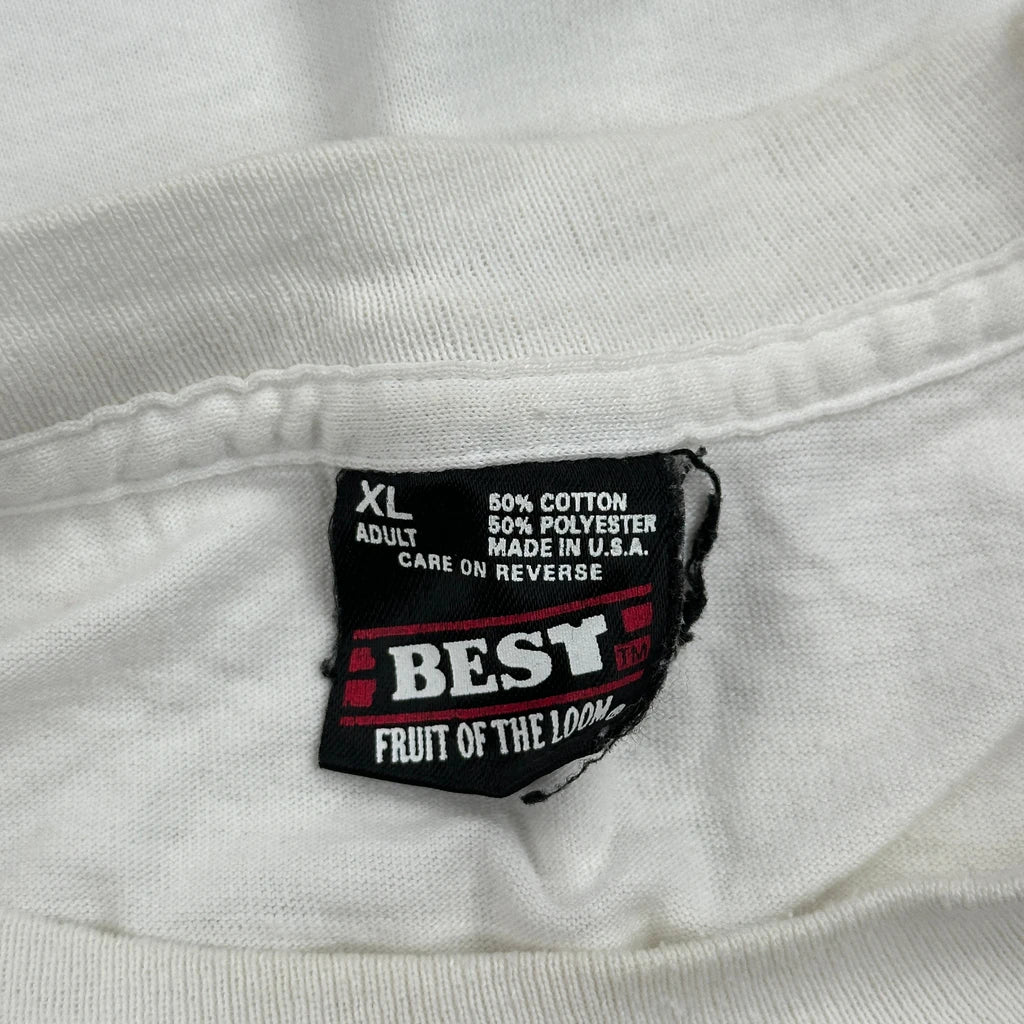 XL
ADULT
50% COTTON
50% POLYESTER
MADE IN U.S.A.
CARE ON REVERSE
BEST TM
FRUIT OF THE LOOM®